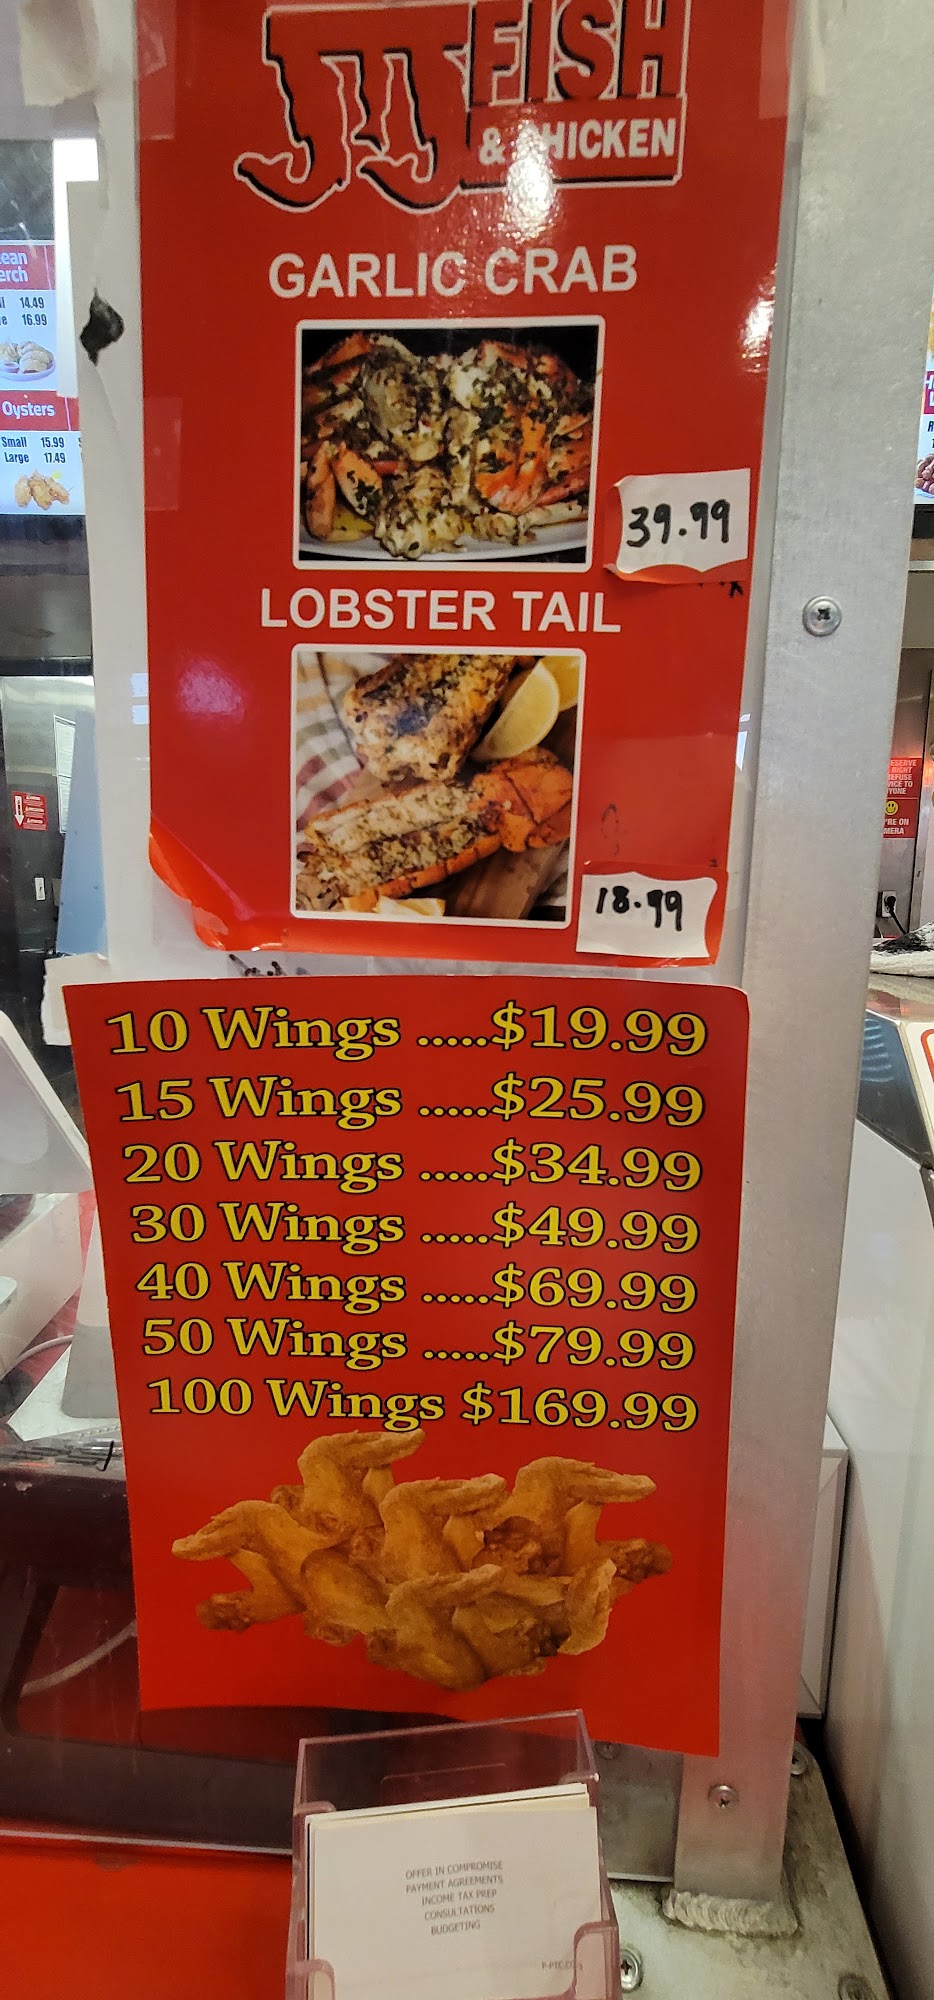 JJ FISH
& CHICKEN
GARLIC CRAB
39.99
LOBSTER TAIL
18.99
10 Wings .....$19.99
15 Wings .....$25.99
20 Wings .....$34.99
30 Wings .....$49.99
40 Wings .....$69.99
50 Wings .....$79.99
100 Wings $169.99
OFFER IN COMPROMISE
PAYMENT AGREEMENTS
INCOME TAX PREP
CONSULTATIONS
BUDGETING
14.49
16.99
Oysters
Small 15.99
Large 17.49